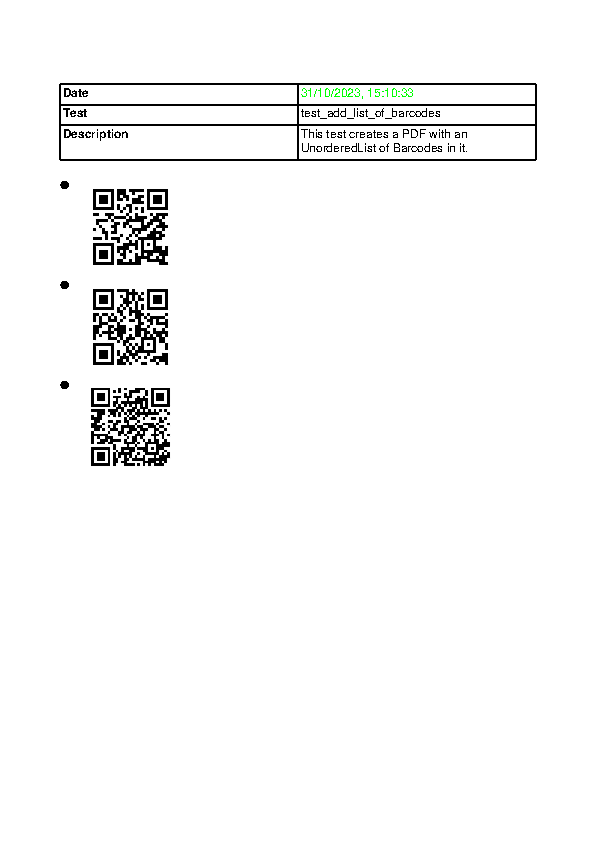 Date 31/10/2023, 15:10:33
Test test_add_list_of_barcodes
Description This test creates a PDF with an
UnorderedList of Barcodes in it.